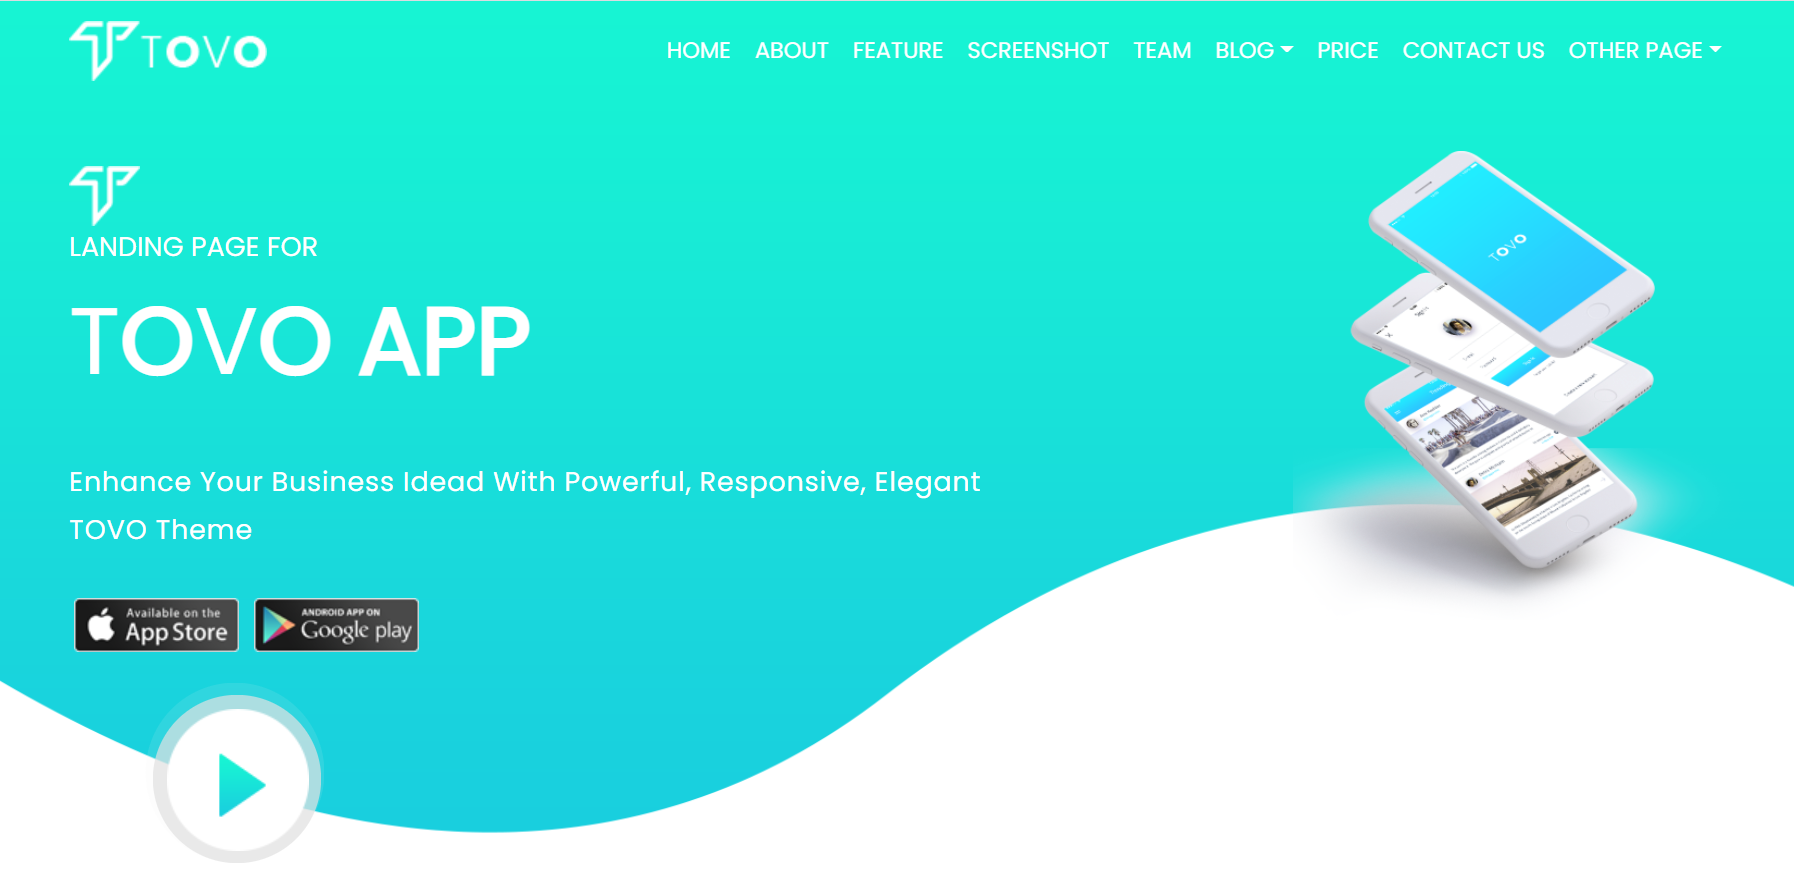 TOVO
HOME ABOUT FEATURE SCREENSHOT TEAM BLOG PRICE CONTACT US OTHER PAGE
LANDING PAGE FOR
TOVO APP
Enhance Your Business Idead With Powerful, Responsive, Elegant
TOVO Theme
Available on the
App Store
ANDROID APP ON
Google play
TOVO